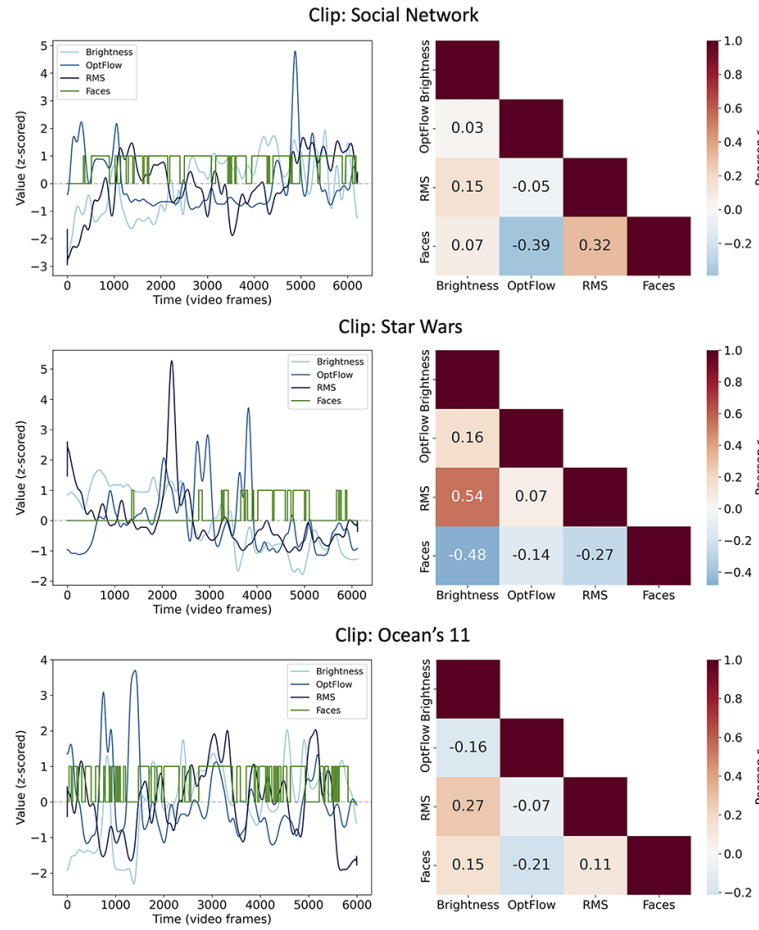 Clip: Social Network
Brightness
OptFlow
RMS
Faces
Value (z-scored)
5
4
3
2
1
0
−1
−2
−3
0 1000 2000 3000 4000 5000 6000
Time (video frames)
Brightness
OptFlow
RMS
Faces
0.03
0.15 -0.05
0.07 -0.39 0.32
Brightness OptFlow RMS Faces
1.0
0.8
0.6
0.4
0.2
0.0
−0.2
Clip: Star Wars
Brightness
OptFlow
RMS
Faces
Value (z-scored)
5
4
3
2
1
0
−1
−2
0 1000 2000 3000 4000 5000 6000
Time (video frames)
Brightness
OptFlow
RMS
Faces
0.16
0.54 0.07
-0.48 -0.14 -0.27
Brightness OptFlow RMS Faces
1.0
0.8
0.6
0.4
0.2
0.0
−0.2
−0.4
Clip: Ocean’s 11
Brightness
OptFlow
RMS
Faces
Value (z-scored)
4
3
2
1
0
−1
−2
0 1000 2000 3000 4000 5000 6000
Time (video frames)
Brightness
OptFlow
RMS
Faces
-0.16
0.27 -0.07
0.15 -0.21 0.11
Brightness OptFlow RMS Faces
1.0
0.8
0.6
0.4
0.2
0.0
−0.2